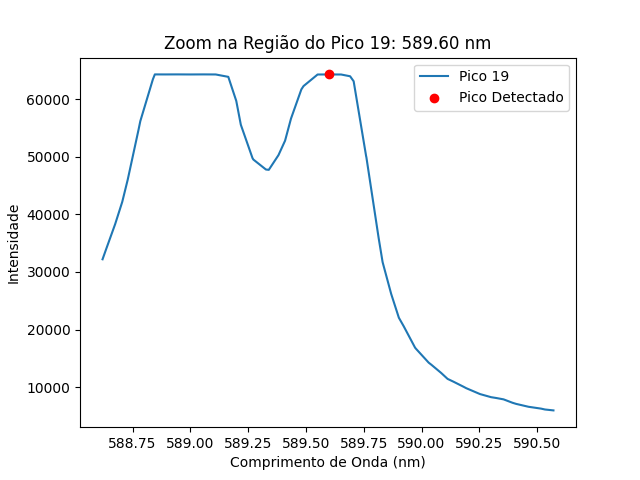 Zoom na Região do Pico 19: 589.60 nm
Pico 19
Pico Detectado
Intensidade
60000
50000
40000
30000
20000
10000
588.75 589.00 589.25 589.50 589.75 590.00 590.25 590.50
Comprimento de Onda (nm)